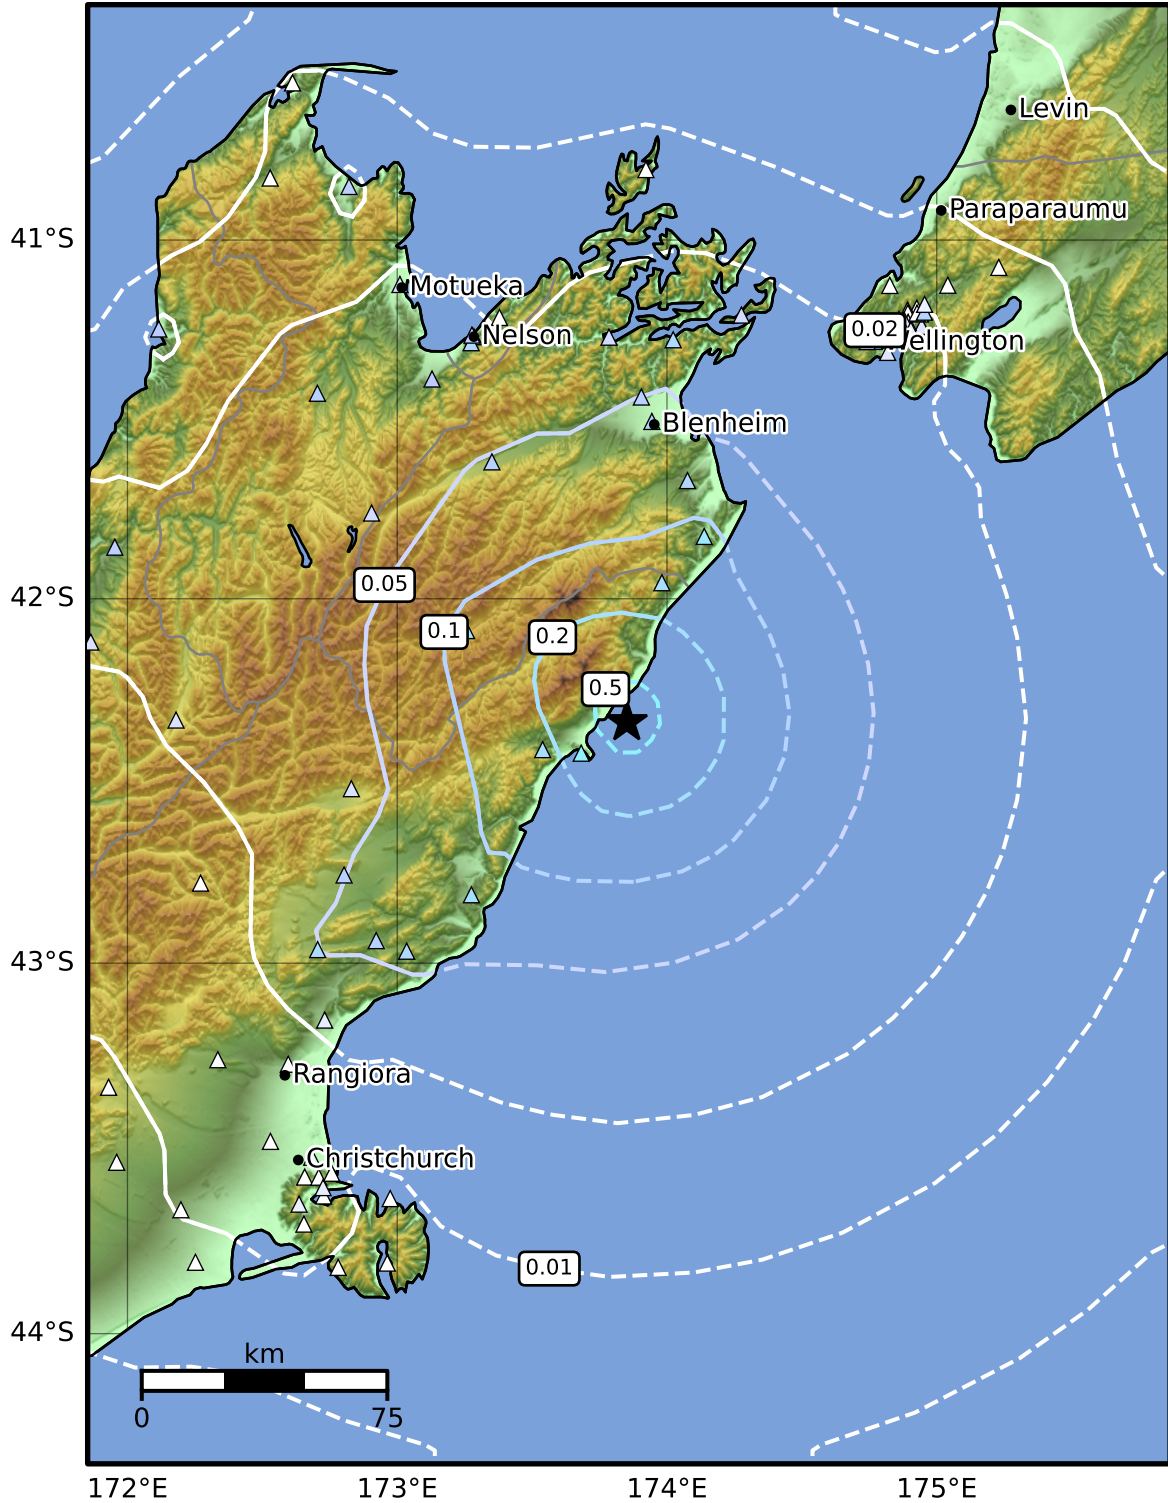 Levin
Paraparaumu
41°S
Motueka
Nelson
0.02
ellington
Blenheim
0.05
42°S
0.1
0.2
0.5
43°S
Rangiora
Christchurch
0.01
44°S
km
0
75
172°E
173°E
174°E
175°E